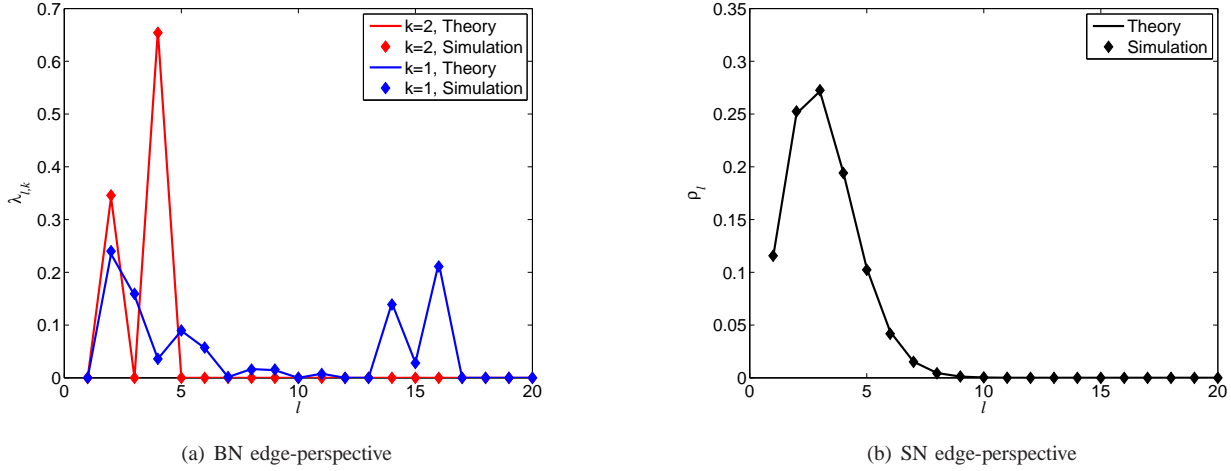 0.7
0.6
0.5
0.4
0.3
0.2
0.1
0
λl,k
k=2, Theory
k=2, Simulation
k=1, Theory
k=1, Simulation
0 5 10 15 20
l
(a) BN edge-perspective
0.35
0.3
0.25
0.2
0.15
0.1
0.05
0
ρl
Theory
Simulation
0 5 10 15 20
l
(b) SN edge-perspective